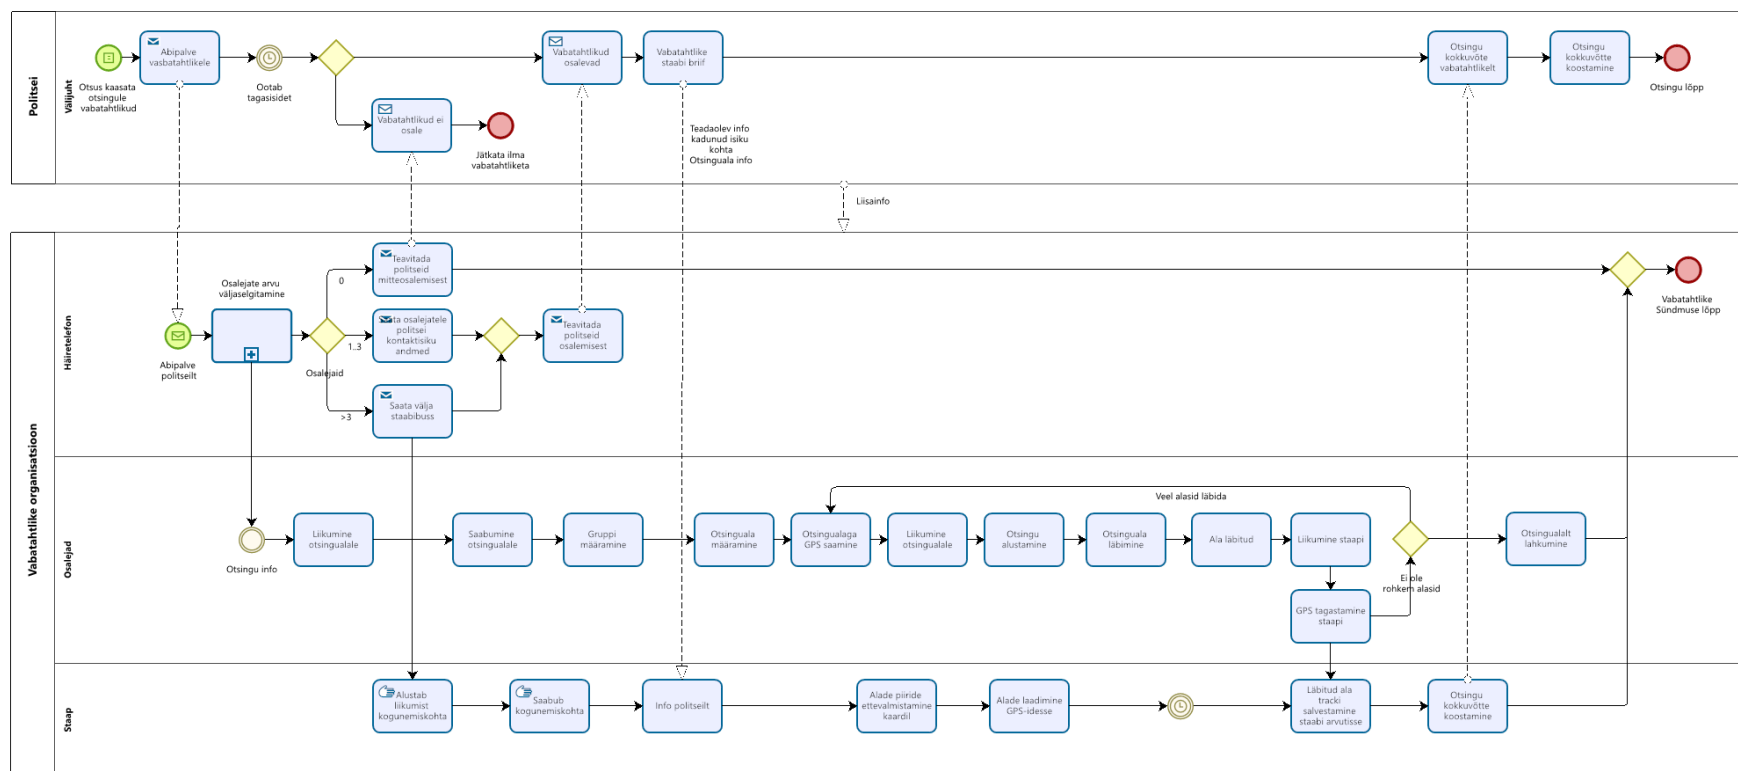 Politsei
Välijuht
Otsus kaasata
otsingule
vabatahtlikud
Abipalve
vasbatahtlikele
Ootab
tagasisidet
Vabatahtlikud ei
osale
Jätkata ilma
vabatahtliketa
Vabatahtlikud
osalevad
Vabatahtlike
staabi briif
Teadaolev info
kadunud isiku
kohta
Otsinguala info
Otsingu
kokkuvõte
vabatahtlikelt
Otsingu
kokkuvõtte
koostamine
Otsingu lõpp
Liisainfo
Vabatahtlike organisatsioon
Häiretelefon
Abipalve
politseilt
Osalejate arvu
väljaselgitamine
Osalejaid
0
1..3
>3
Teavitada
politseid
mitteosalemisest
Saata osalejatele
politsei
kontaktisiku
andmed
Saata välja
staabibuss
Teavitada
politseid
osalemisest
Vabatahtlike
Sündmuse lõpp
Osalejad
Otsingu info
Liikumine
otsingualale
Saabumine
otsingualale
Gruppi
määramine
Otsinguala
määramine
Otsingualaga
GPS saamine
Liikumine
otsingualale
Otsingu
alustamine
Otsinguala
läbimine
Ala läbitud
Liikumine staapi
GPS tagastamine
staapi
Veel alasid läbida
Ei ole
rohkem alasid
Otsingualalt
lahkumine
Staap
Alustab
liikumist
kogunemiskohta
Saabub
kogunemiskohta
Info politseilt
Alade piiride
ettevalmistamine
kaardil
Alade laadimine
GPS-idesse
Läbitud ala
tracki
salvestamine
staabi arvutisse
Otsingu
kokkuvõtte
koostamine